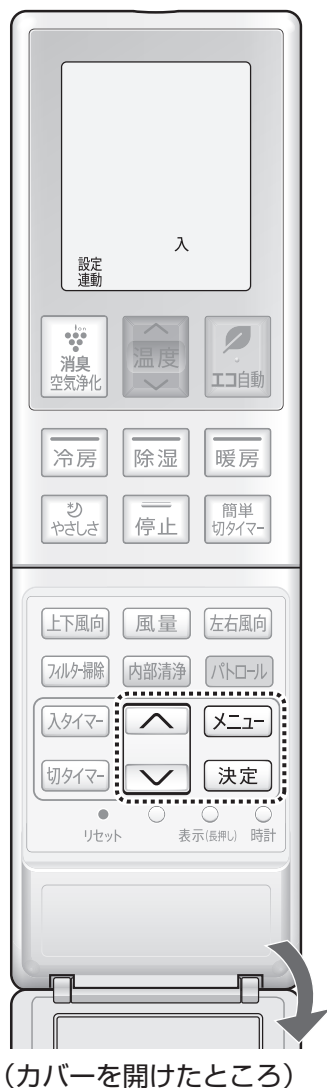 入
設定
連動
Ion
消臭
空気浄化
温度
エコ自動
冷房
除湿
暖房
やさしさ
停止
簡単
切タイマー
上下風向
風量
左右風向
フィルター掃除
内部清浄
パトロール
入タイマー
メニュー
切タイマー
決定
リセット
表示(長押し)
時計
(カバーを開けたところ)